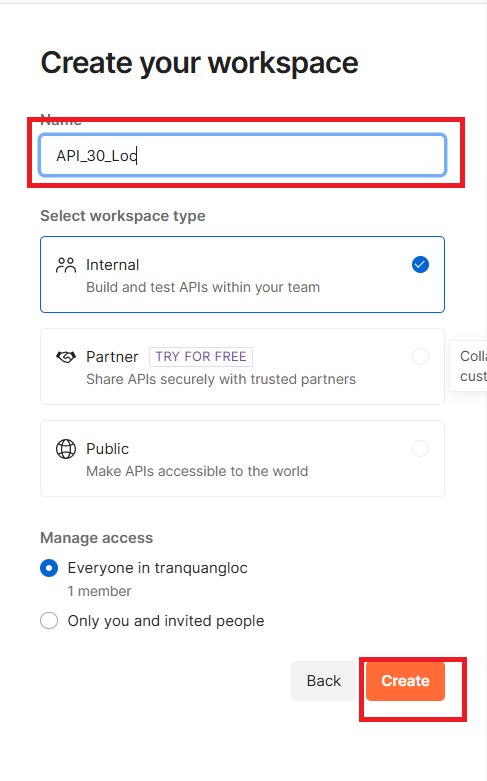 Create your workspace
Name
API_30_Loc
Select workspace type
Internal
Build and test APIs within your team
Partner TRY FOR FREE
Share APIs securely with trusted partners
Colla
cust
Public
Make APIs accessible to the world
Manage access
Everyone in tranquangloc
1 member
Only you and invited people
Back Create